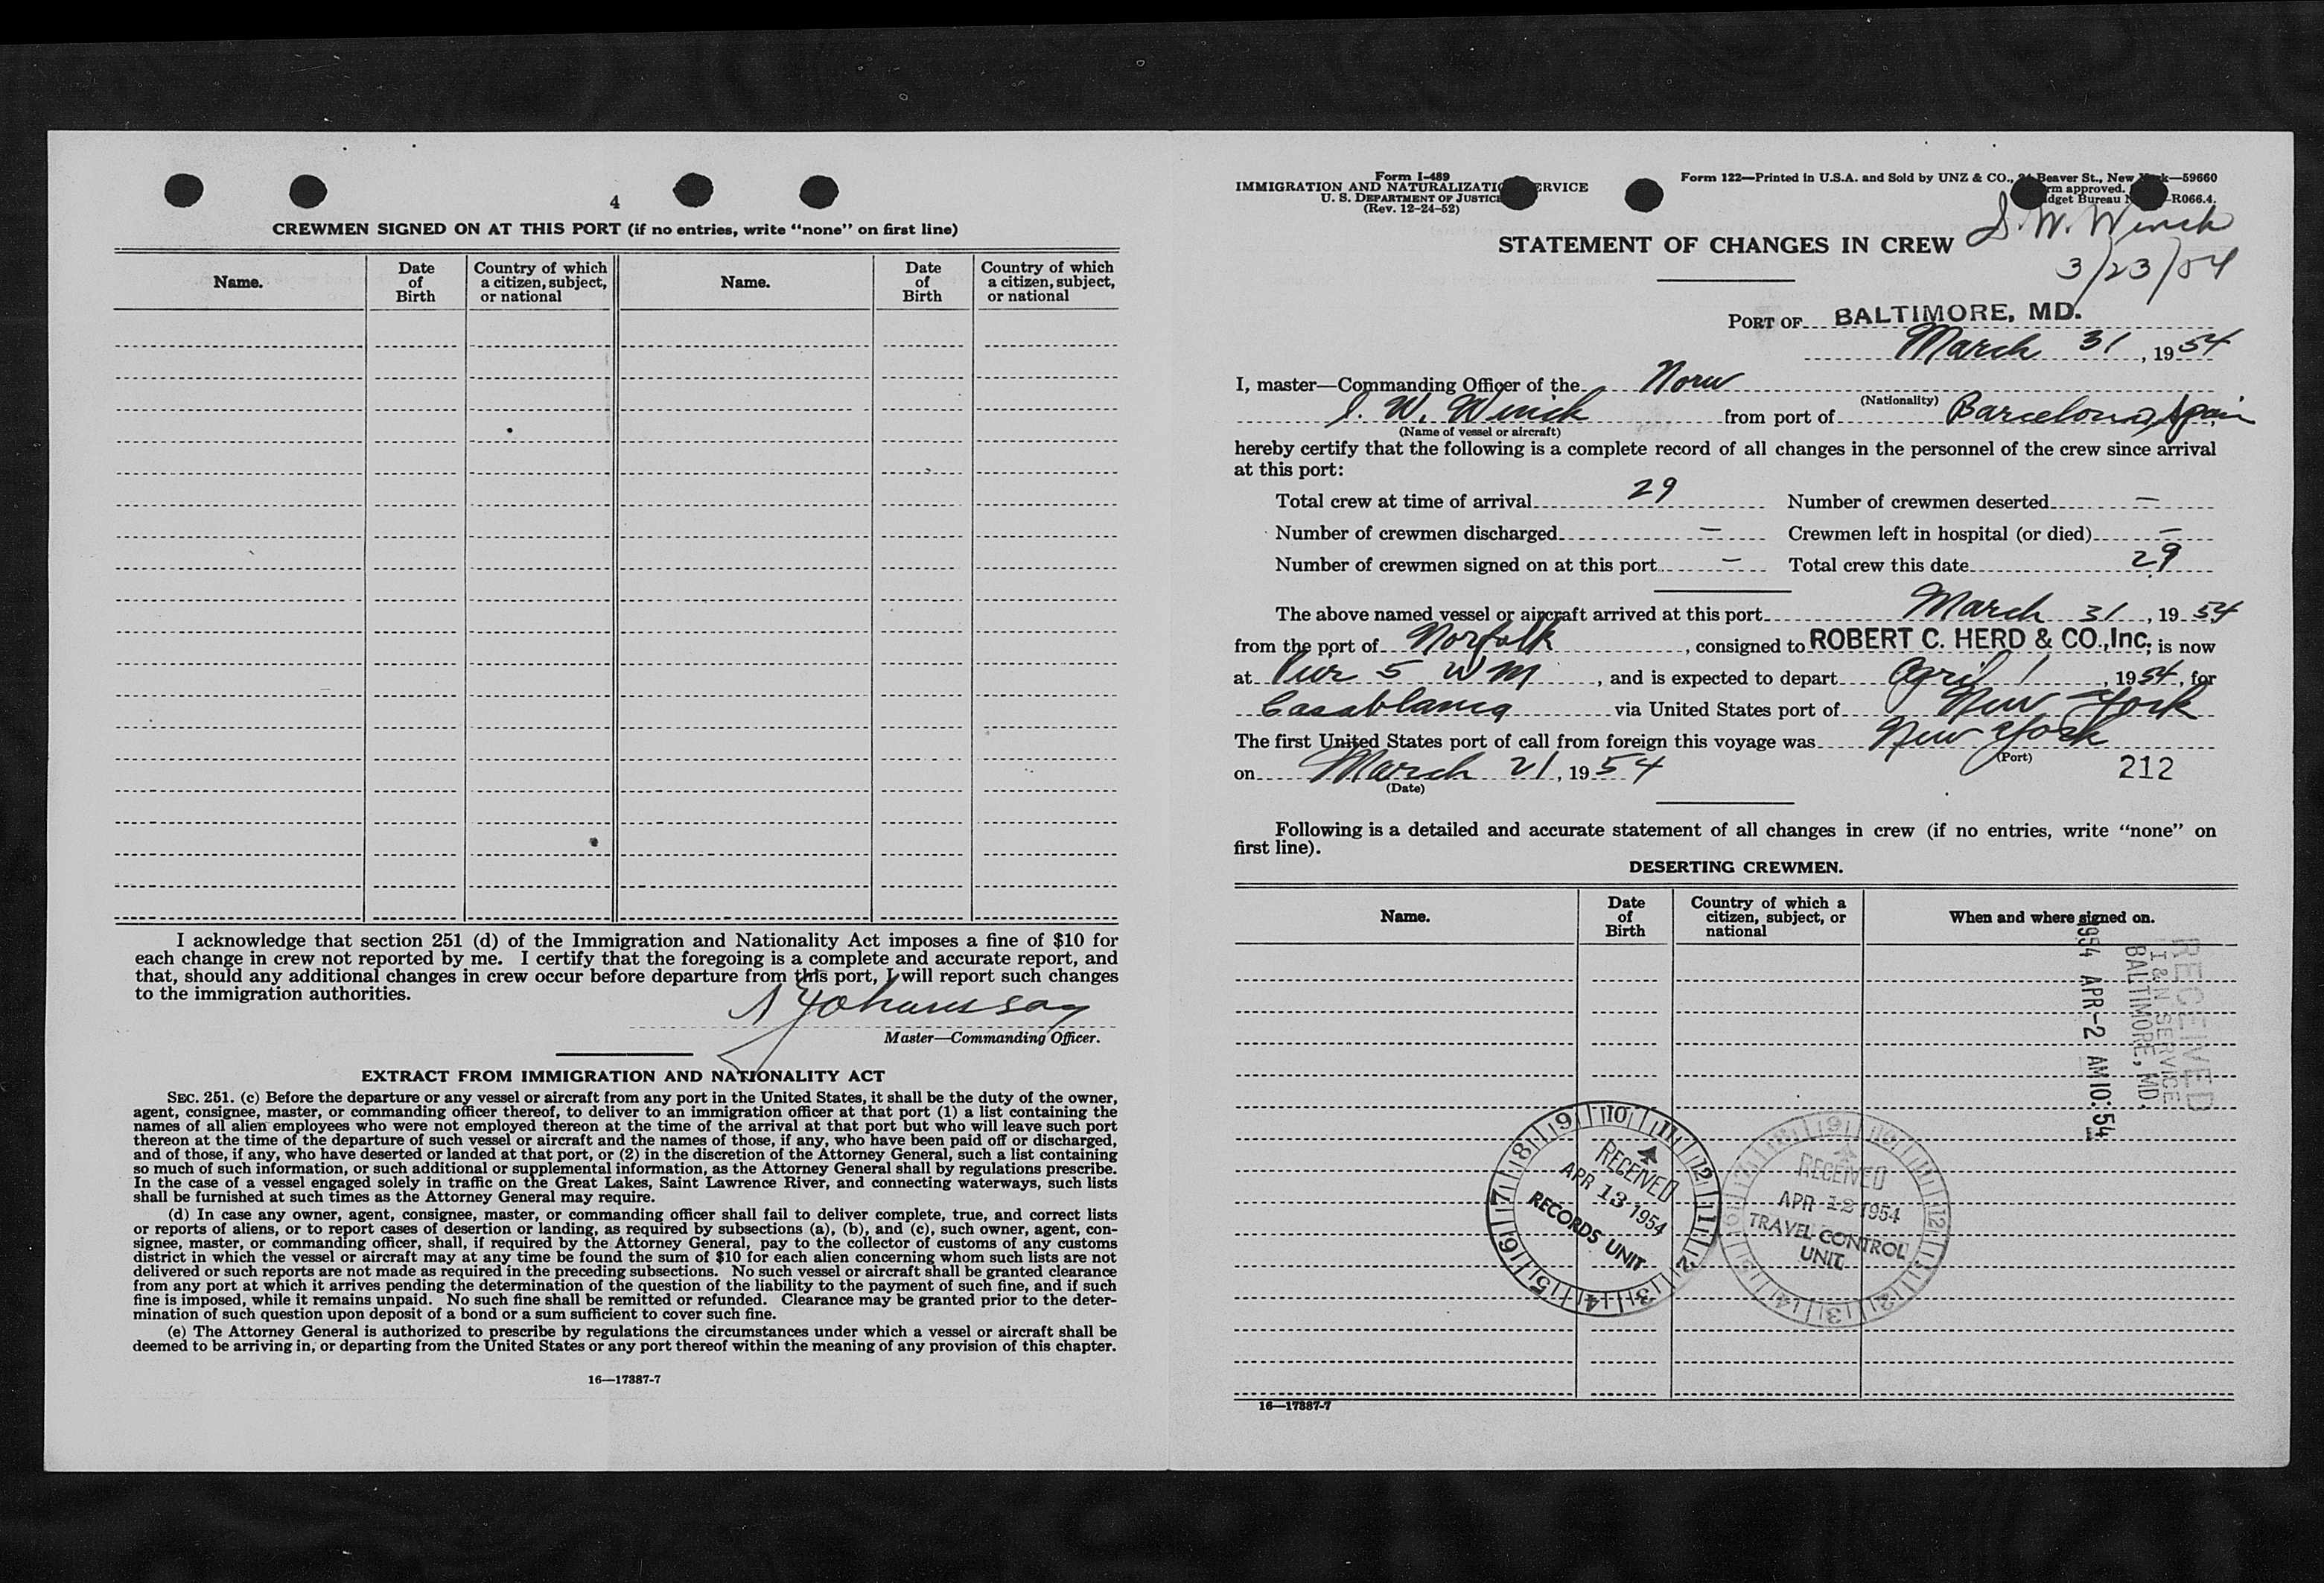 4
CREWMEN SIGNED ON AT THIS PORT (if no entries, write “none” on first line)
Name.
Date of Birth
Country of which a citizen, subject, or national
Name.
Date of Birth
Country of which a citizen, subject, or national
I acknowledge that section 251 (d) of the Immigration and Nationality Act imposes a fine of $10 for
each change in crew not reported by me. I certify that the foregoing is a complete and accurate report, and
that, should any additional changes in crew occur before departure from this port, I will report such changes
to the immigration authorities.
Master—Commanding Officer.
EXTRACT FROM IMMIGRATION AND NATIONALITY ACT
SEC. 251. (c) Before the departure or any vessel or aircraft from any port in the United States, it shall be the duty of the owner,
agent, consignee, master, or commanding officer thereof, to deliver to an immigration officer at that port (1) a list containing the
names of all alien employees who were not employed thereon at the time of the arrival at that port but who will leave such port
thereon at the time of the departure of such vessel or aircraft and the names of those, if any, who have been paid off or discharged,
and of those, if any, who have deserted or landed at that port, or (2) in the discretion of the Attorney General, such a list containing
so much of such information, or such additional or supplemental information, as the Attorney General shall by regulations prescribe.
In the case of a vessel engaged solely in traffic on the Great Lakes, Saint Lawrence River, and connecting waterways, such lists
shall be furnished at such times as the Attorney General may require.
(d) In case any owner, agent, consignee, master, or commanding officer shall fail to deliver complete, true, and correct lists
or reports of aliens, or to report cases of desertion or landing, as required by subsections (a), (b), and (c), such owner, agent, con-
signee, master, or commanding officer, shall, if required by the Attorney General, pay to the collector of customs of any customs
district in which the vessel or aircraft may at any time be found the sum of $10 for each alien concerning whom such lists are not
delivered or such reports are not made as required in the preceding subsections. No such vessel or aircraft shall be granted clearance
from any port at which it arrives pending the determination of the question of the liability to the payment of such fine, and if such
fine is imposed, while it remains unpaid. No such fine shall be remitted or refunded. Clearance may be granted prior to the deter-
mination of such question upon deposit of a bond or a sum sufficient to cover such fine.
(e) The Attorney General is authorized to prescribe by regulations the circumstances under which a vessel or aircraft shall be
deemed to be arriving in, or departing from the United States or any port thereof within the meaning of any provision of this chapter.
16—17387-7
Form I-489
IMMIGRATION AND NATURALIZATION SERVICE
U. S. DEPARTMENT OF JUSTICE
(Rev. 12-24-52)
Form 122—Printed in U.S.A. and Sold by UNZ & CO., Beaver St., New York—59660
Form approved.
Budget Bureau R066.4.
STATEMENT OF CHANGES IN CREW
W. Winch
3/23/54
PORT OF BALTIMORE, MD.
March 31, 1954
I, master—Commanding Officer of the Norw
(Nationality)
W. Winch from port of Barcelona, Spain
(Name of vessel or aircraft)
hereby certify that the following is a complete record of all changes in the personnel of the crew since arrival
at this port:
Total crew at time of arrival 29 Number of crewmen deserted —
Number of crewmen discharged — Crewmen left in hospital (or died) —
Number of crewmen signed on at this port — Total crew this date 29
The above named vessel or aircraft arrived at this port March 31, 1954
from the port of Norfolk, consigned to ROBERT C. HERD & CO., Inc. is now
at Pier 5 WM, and is expected to depart April 1, 1954, for
Casablanca via United States port of New York
The first United States port of call from foreign this voyage was New York
(Port)
on March 21, 1954 212
(Date)
Following is a detailed and accurate statement of all changes in crew (if no entries, write “none” on
first line).
DESERTING CREWMEN.
Name.
Date of Birth
Country of which a citizen, subject, or national
When and where signed on.
RECEIVED
I & N SERVICE
BALTIMORE, MD.
1954 APR-2 AM 10:54
RECEIVED
APR 13 1954
RECORDS UNIT
RECEIVED
APR 12 1954
TRAVEL CONTROL
UNIT
16—17387-7